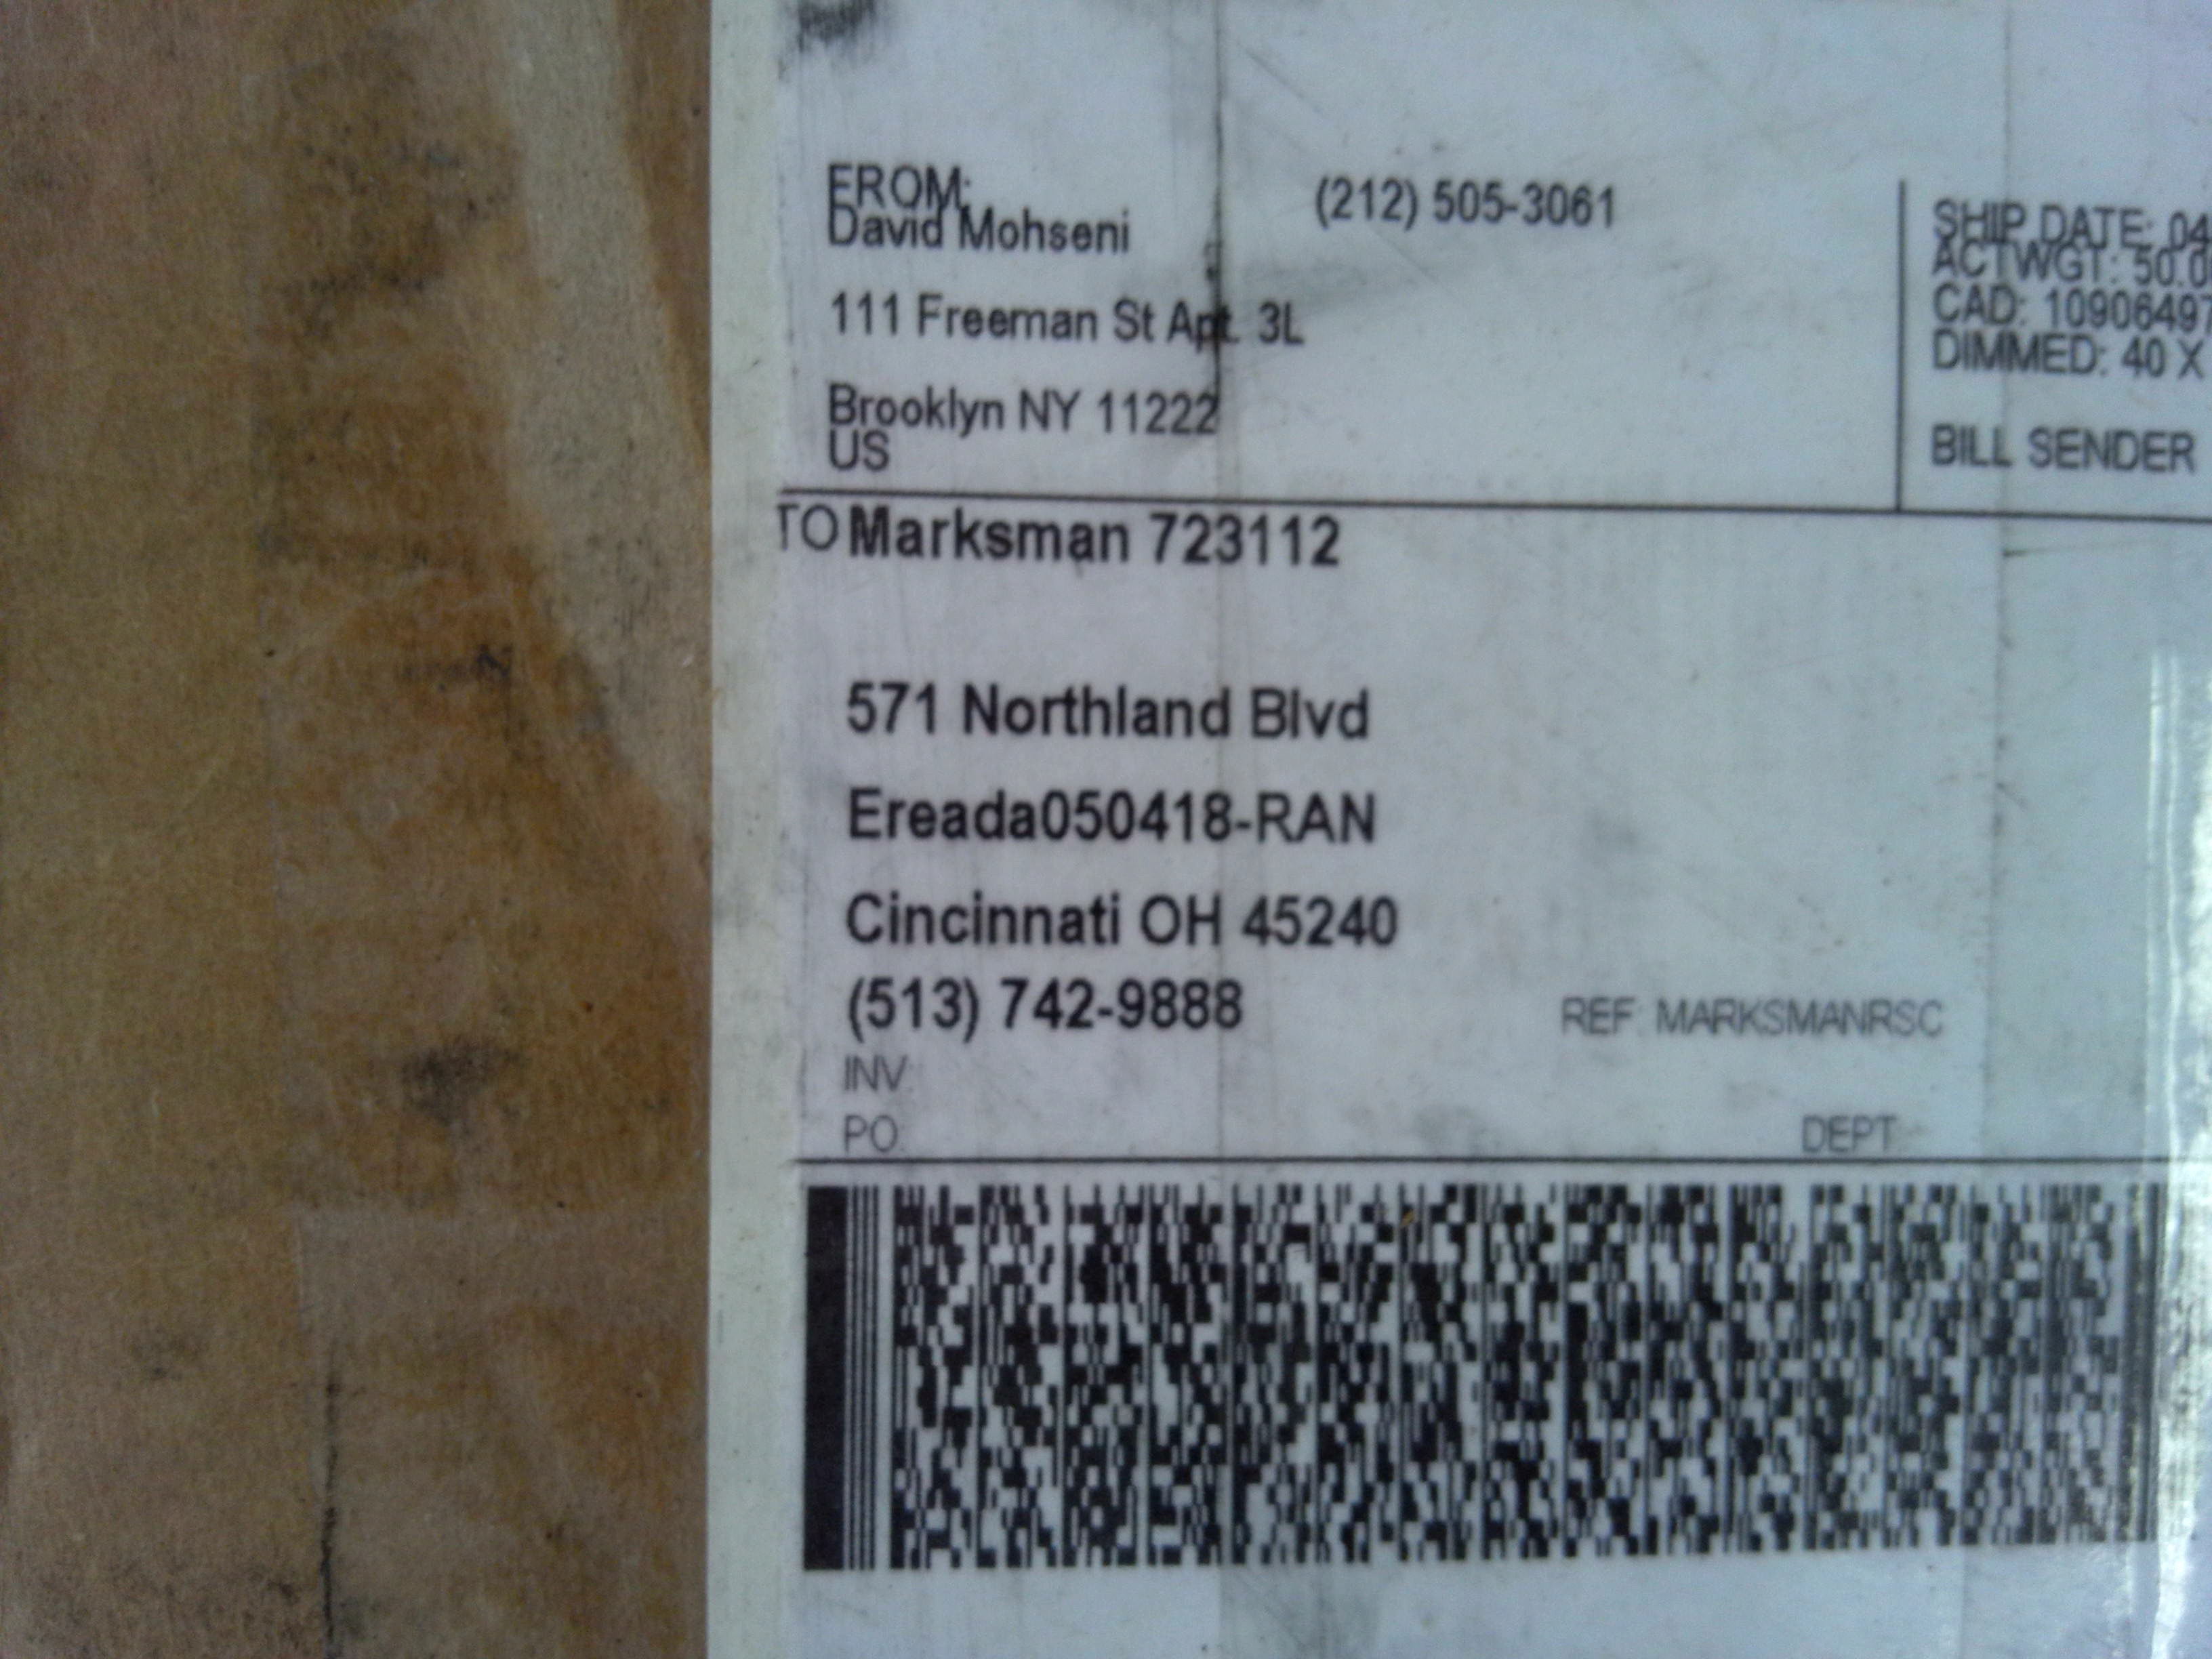 FROM:
(212) 505-3061
David Mohseni
111 Freeman St Apt. 3L
Brooklyn NY 11222
US
SHIP DATE: 04
ACTWGT: 50.0
CAD: 10906497
DIMMED: 40 X
BILL SENDER
TO Marksman 723112
571 Northland Blvd
Ereada050418-RAN
Cincinnati OH 45240
(513) 742-9888
REF: MARKSMANRSC
INV:
PO:
DEPT: